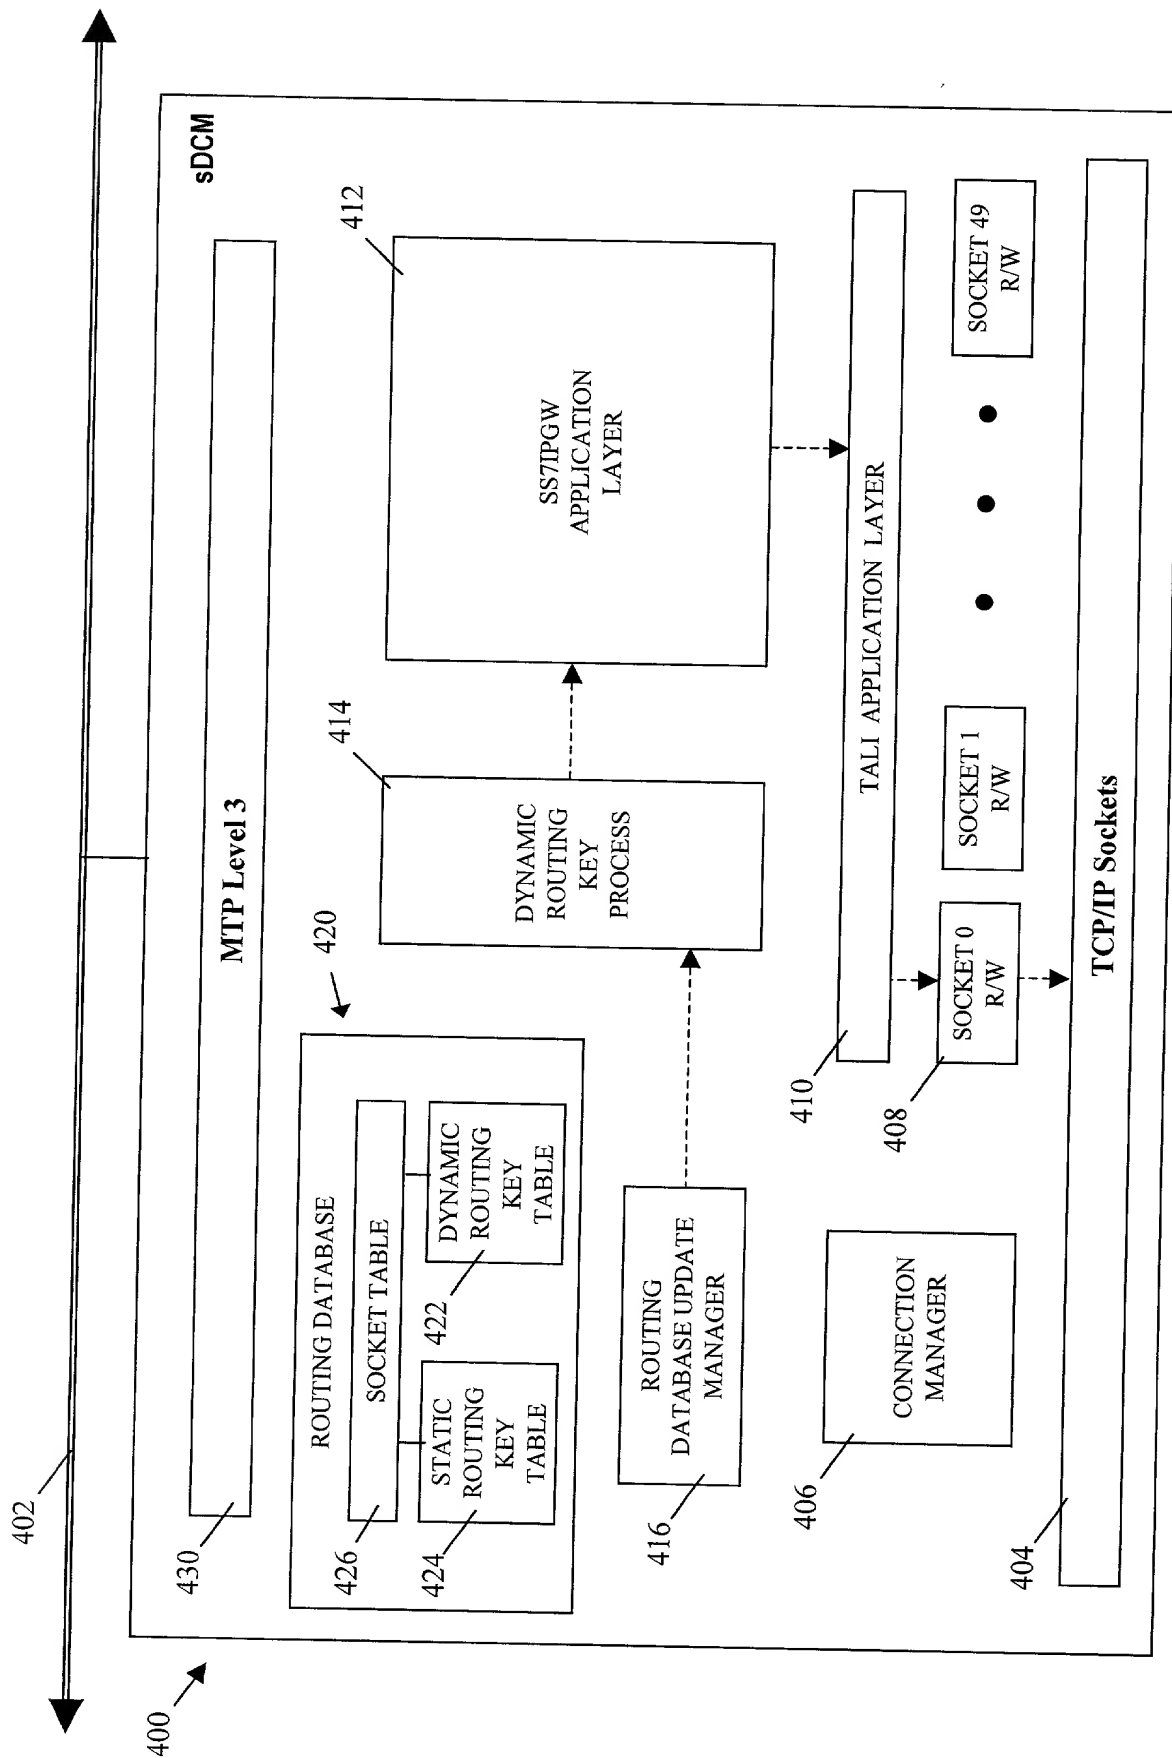 402
400
sDCM
430
MTP Level 3
420
ROUTING DATABASE
426
SOCKET TABLE
424
STATIC
ROUTING
KEY
TABLE
422
DYNAMIC
ROUTING
KEY
TABLE
414
DYNAMIC
ROUTING
KEY
PROCESS
412
SS7IPGW
APPLICATION
LAYER
416
ROUTING
DATABASE UPDATE
MANAGER
406
CONNECTION
MANAGER
410
TALI APPLICATION LAYER
408
SOCKET 0
R/W
SOCKET 1
R/W
SOCKET 49
R/W
404
TCP/IP Sockets